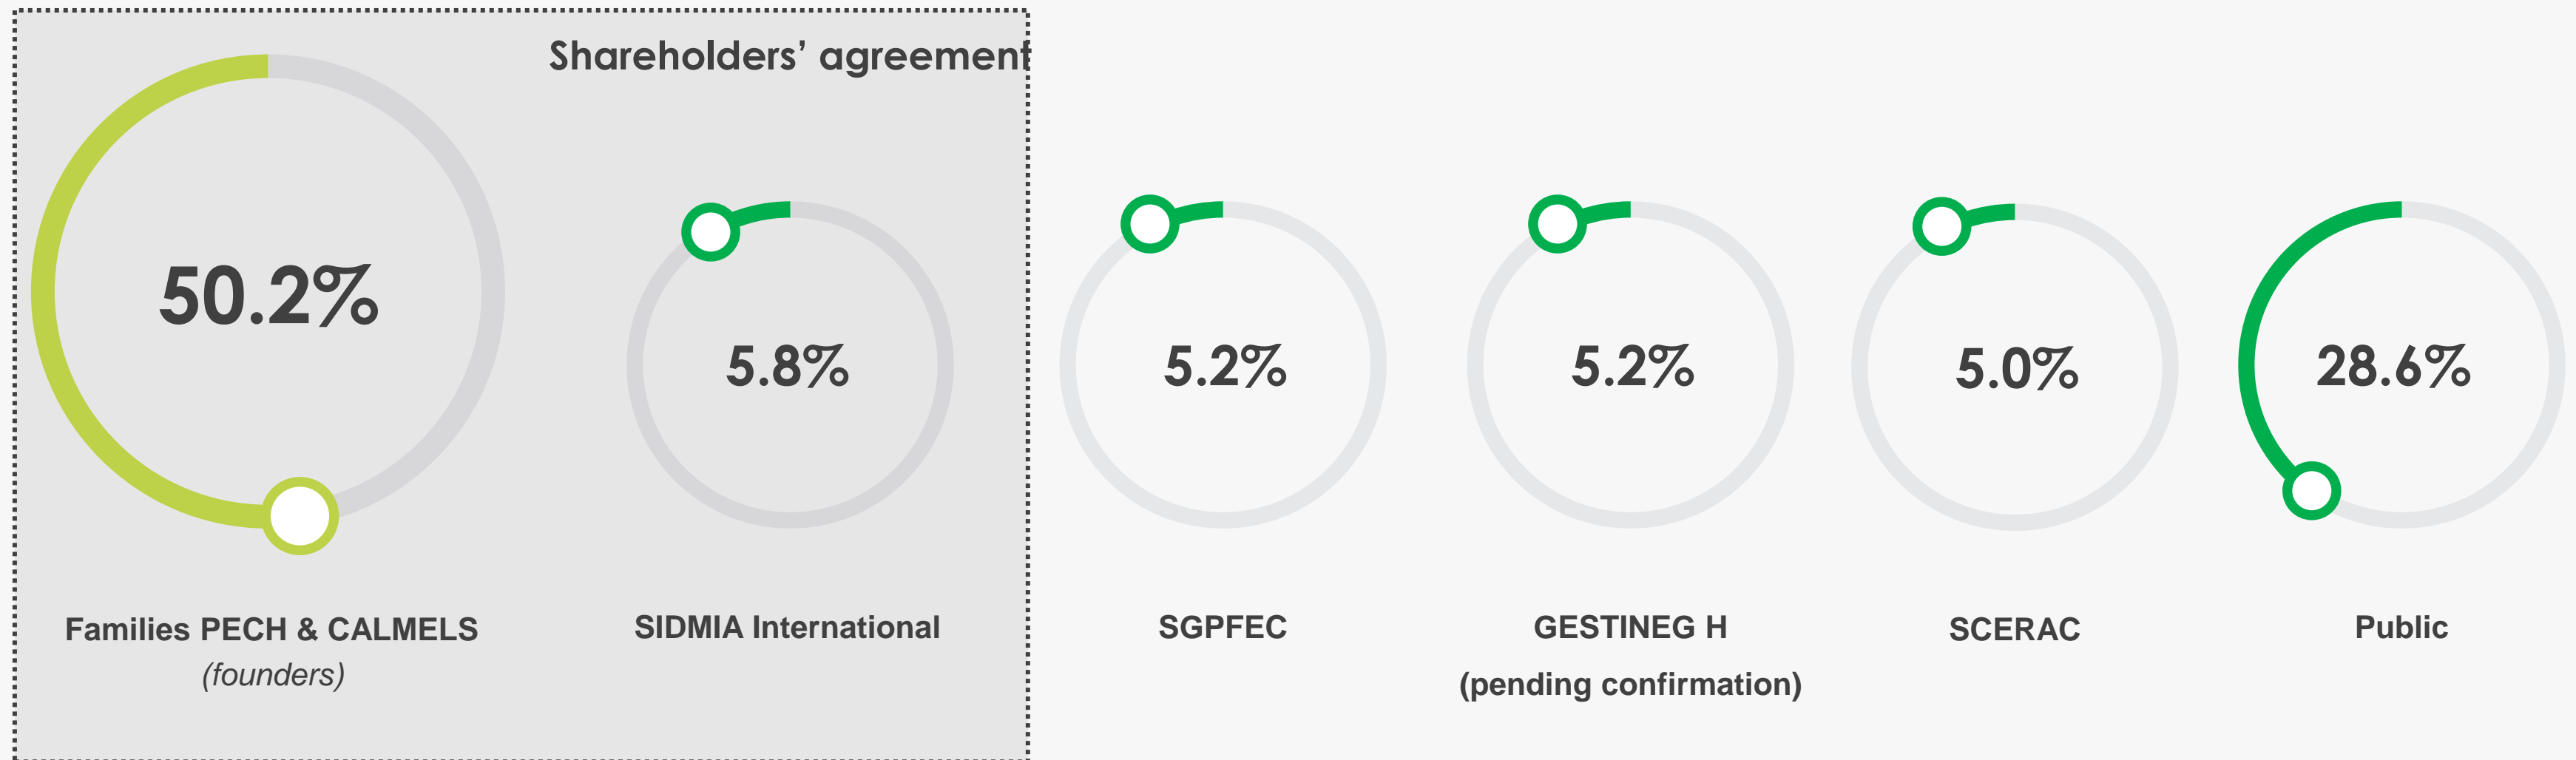 Shareholders’ agreement
50.2%
5.8%
5.2%
5.2%
5.0%
28.6%
Families PECH & CALMELS
(founders)
SIDMIA International
SGPFEC
GESTINEG H
(pending confirmation)
SCERAC
Public